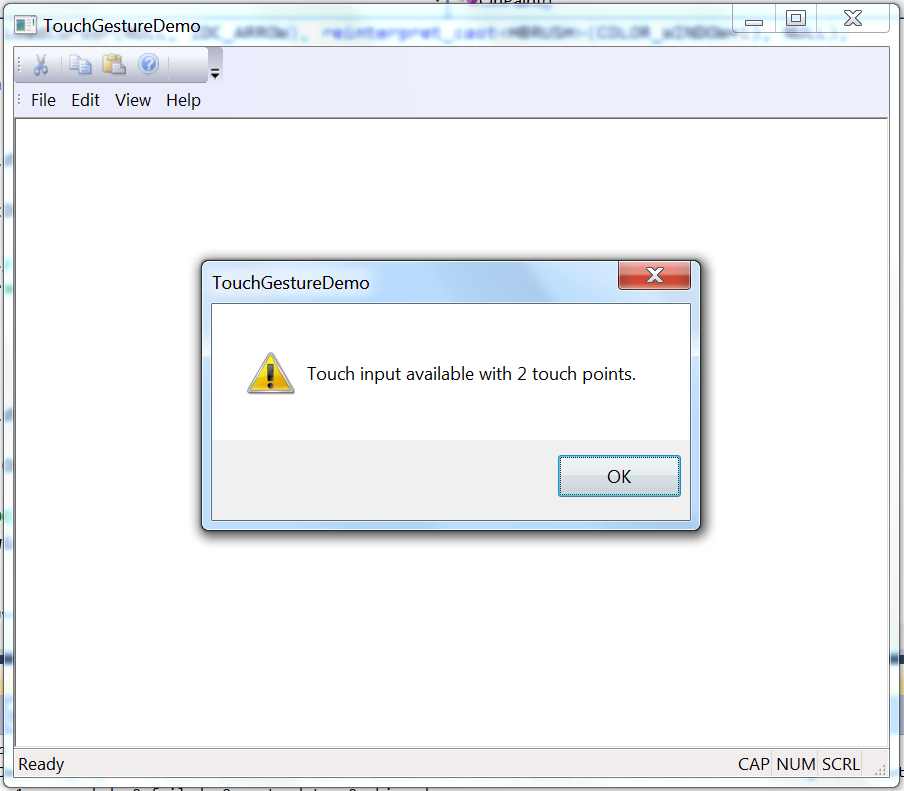 TouchGestureDemo
File Edit View Help
TouchGestureDemo
Touch input available with 2 touch points.
OK
Ready
CAP NUM SCRL